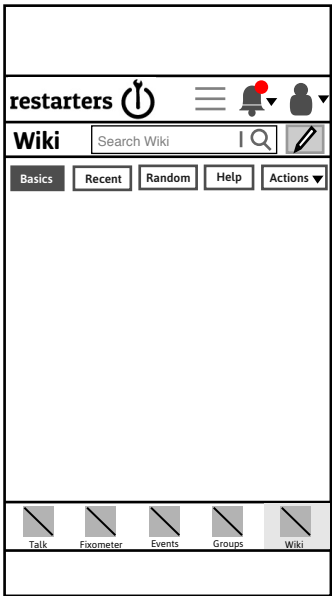 restarters
Wiki Search Wiki
Basics Recent Random Help Actions
Talk Fixometer Events Groups Wiki